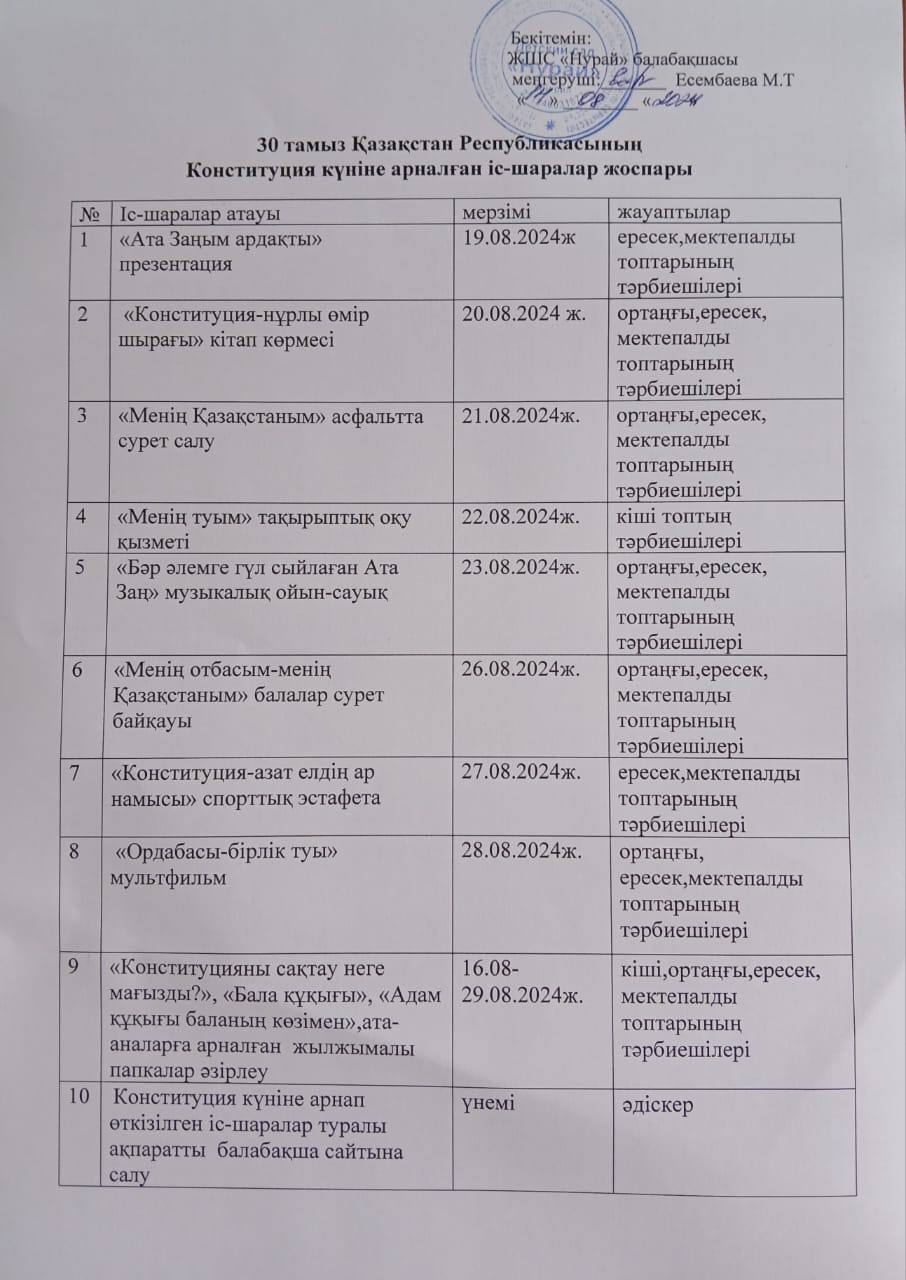 Бекітемін:
ЖШС «Нұрай» балабақшасы
меңгеруші: Есембаева М.Т
«14» 08 «2024
Детский сад
«Нұрай»
30 тамыз Қазақстан Республикасының
Конституция күніне арналған іс-шаралар жоспары
№ Іс-шаралар атауы мерзімі жауаптылар
1 «Ата Заңым ардақты» 19.08.2024ж ересек,мектепалды
презентация топтарының
тәрбиешілері
2 «Конституция-нұрлы өмір 20.08.2024 ж. ортаңғы,ересек,
шырағы» кітап көрмесі мектепалды
топтарының
тәрбиешілері
3 «Менің Қазақстаным» асфальтта 21.08.2024ж. ортаңғы,ересек,
сурет салу мектепалды
топтарының
тәрбиешілері
4 «Менің туым» тақырыптық оқу 22.08.2024ж. кіші топтың
қызметі тәрбиешілері
5 «Бәр әлемге гүл сыйлаған Ата 23.08.2024ж. ортаңғы,ересек,
Заң» музыкалық ойын-сауық мектепалды
топтарының
тәрбиешілері
6 «Менің отбасым-менің 26.08.2024ж. ортаңғы,ересек,
Қазақстаным» балалар сурет мектепалды
байқауы топтарының
тәрбиешілері
7 «Конституция-азат елдің ар 27.08.2024ж. ересек,мектепалды
намысы» спорттық эстафета топтарының
тәрбиешілері
8 «Ордабасы-бірлік туы» 28.08.2024ж. ортаңғы,
мультфильм ересек,мектепалды
топтарының
тәрбиешілері
9 «Конституцияны сақтау неге 16.08- кіші,ортаңғы,ересек,
мағызды?», «Бала құқығы», «Адам 29.08.2024ж. мектепалды
құқығы баланың көзімен»,ата- топтарының
аналарға арналған жылжымалы тәрбиешілері
папкалар әзірлеу
10 Конституция күніне арнап үнемі әдіскер
өткізілген іс-шаралар туралы
ақпаратты балабақша сайтына
салу